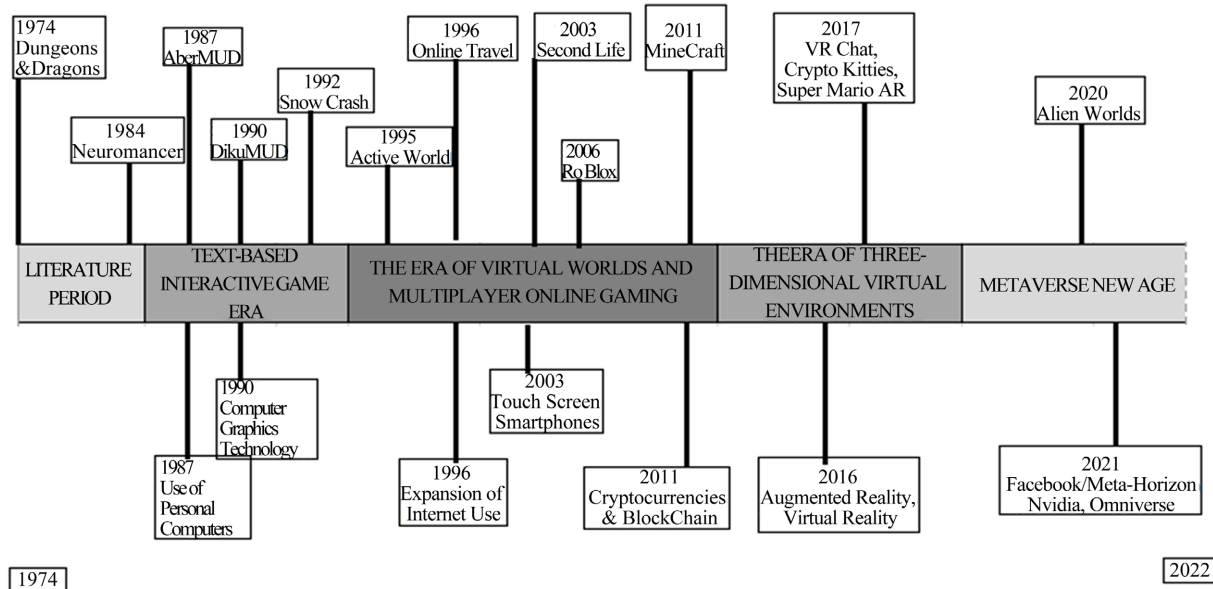 1974
Dungeons
&Dragons
1984
Neuromancer
1987
AberMUD
1990
DikuMUD
1992
Snow Crash
1995
Active World
1996
Online Travel
2003
Second Life
2006
Ro Blox
2011
MineCraft
2017
VR Chat,
Crypto Kitties,
Super Mario AR
2020
Alien Worlds
LITERATURE
PERIOD
TEXT-BASED
INTERACTIVE GAME
ERA
THE ERA OF VIRTUAL WORLDS AND
MULTIPLAYER ONLINE GAMING
THEERA OF THREE-
DIMENSIONAL VIRTUAL
ENVIRONMENTS
METAVERSE NEW AGE
1987
Use of
Personal
Computers
1990
Computer
Graphics
Technology
1996
Expansion of
Internet Use
2003
Touch Screen
Smartphones
2011
Cryptocurrencies
& BlockChain
2016
Augmented Reality,
Virtual Reality
2021
Facebook/Meta-Horizon
Nvidia, Omniverse
1974
2022